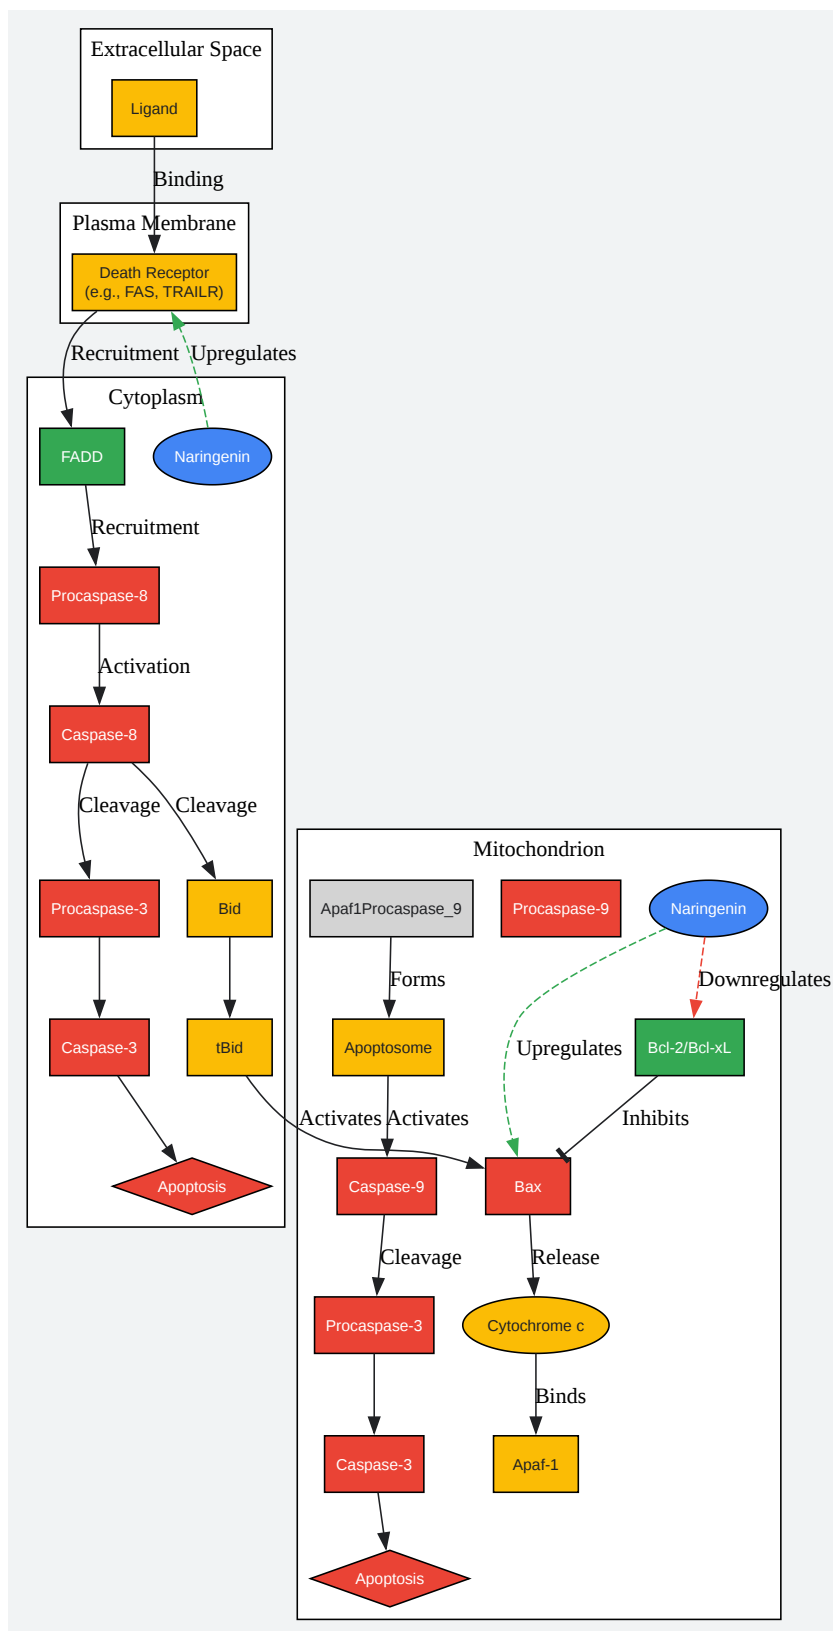 Extracellular Space
Ligand
Binding
Plasma Membrane
Death Receptor
(e.g., FAS, TRAILR)
Recruitment
Upregulates
Cytoplasm
FADD
Naringenin
Recruitment
Procaspase-8
Activation
Caspase-8
Cleavage
Cleavage
Procaspase-3
Bid
Caspase-3
tBid
Apoptosis
Mitochondrion
Apaf1Procaspase_9
Procaspase-9
Naringenin
Forms
Downregulates
Apoptosome
Upregulates
Bcl-2/Bcl-xL
Activates
Activates
Inhibits
Caspase-9
Bax
Cleavage
Release
Procaspase-3
Cytochrome c
Binds
Caspase-3
Apaf-1
Apoptosis